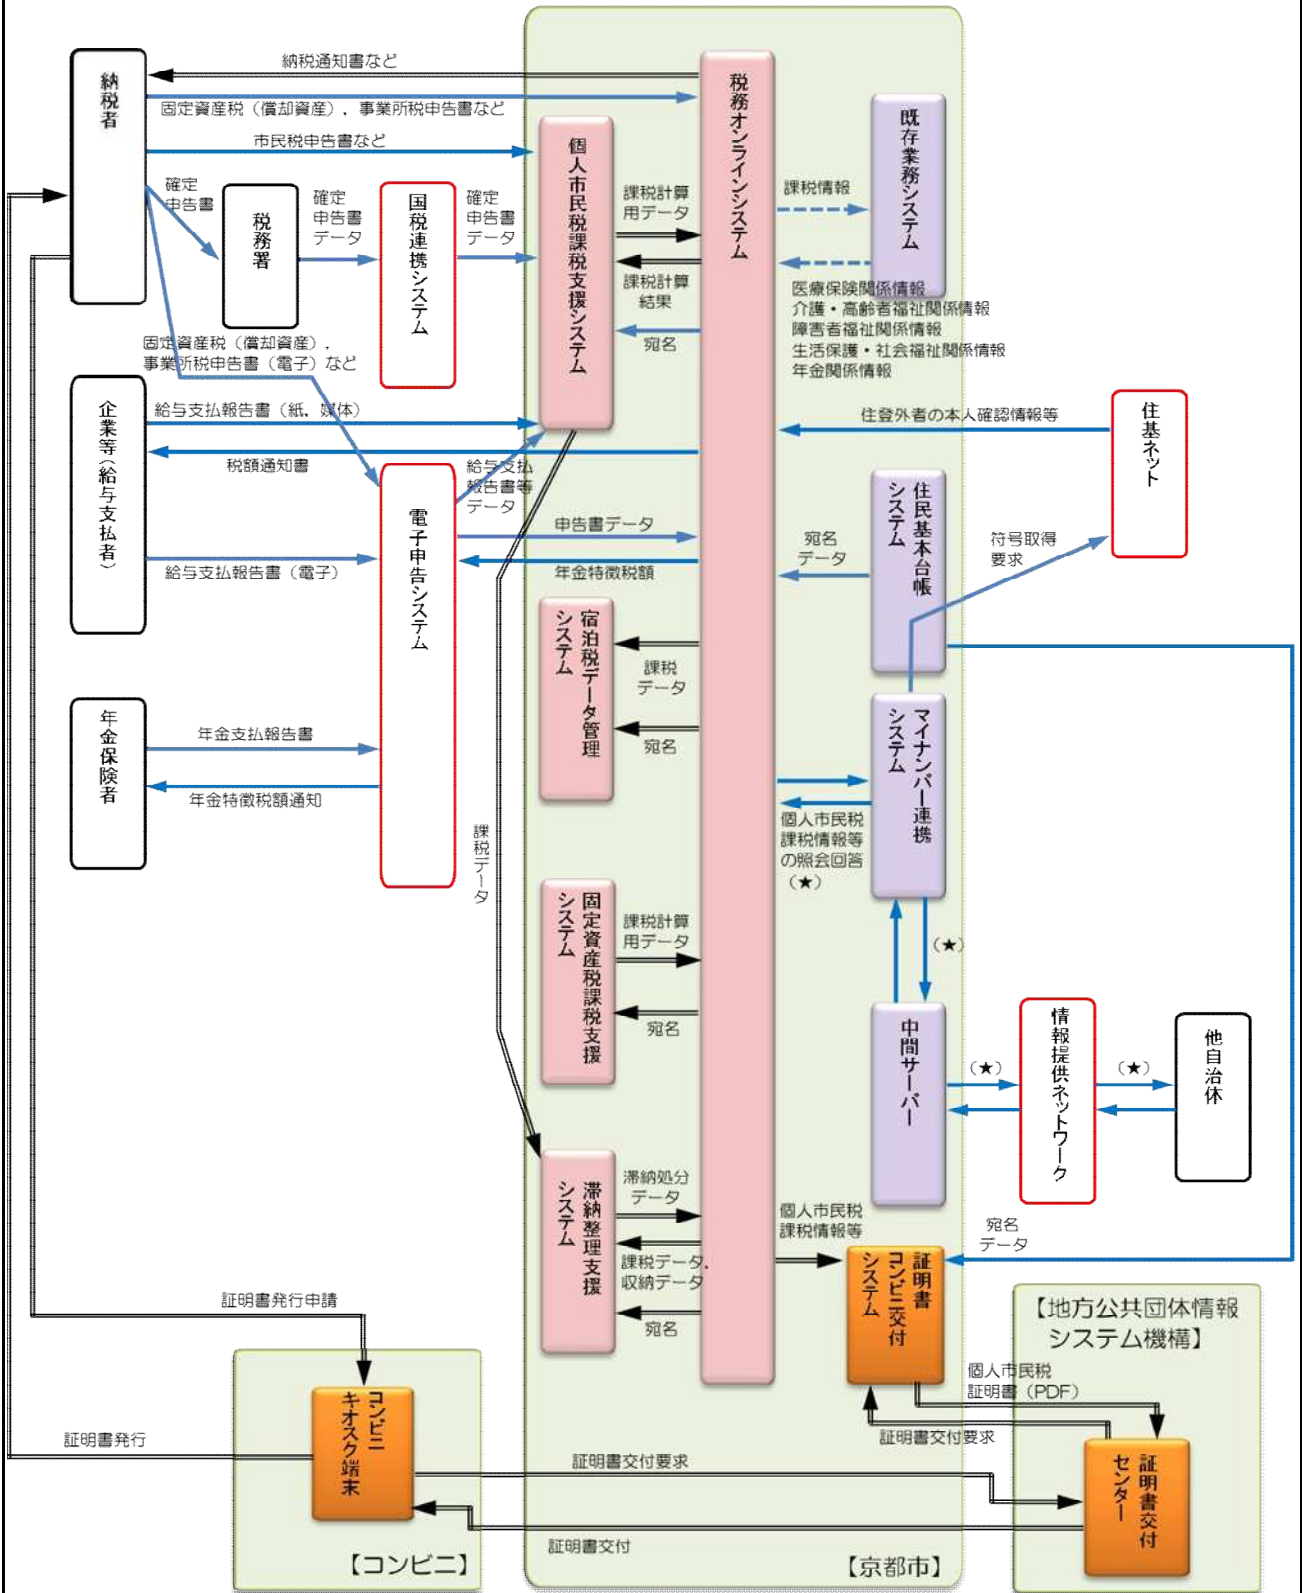 納税通知書など
納税者
固定資産税（償却資産），事業所税申告書など
市民税申告書など
確定
申告書
税務署
確定
申告書
データ
国税連携システム
確定
申告書
データ
個人市民税課税支援システム
税務オンラインシステム
課税計算
用データ
課税計算
結果
宛名
課税情報
既存業務システム
医療保険関係情報
介護・高齢者福祉関係情報
障害者福祉関係情報
生活保護・社会福祉関係情報
年金関係情報
固定資産税（償却資産），
事業所税申告書（電子）など
企業等（給与支払者）
給与支払報告書（紙，媒体）
税額通知書
給与支払報告書（電子）
電子申告システム
給与支払
報告書等
データ
申告書データ
年金特徴税額
住登外者の本人確認情報等
住基ネット
住民基本台帳
システム
宛名
データ
符号取得
要求
宿泊税データ管理
システム
課税
データ
宛名
年金保険者
年金支払報告書
年金特徴税額通知
マイナンバー連携
システム
個人市民税
課税情報等
の照会回答
（★）
課税データ
固定資産税課税支援
システム
課税計算
用データ
宛名
（★）
中間サーバー
（★）
情報提供ネットワーク
（★）
他自治体
滞納整理支援
システム
滞納処分
データ
課税データ，
収納データ
宛名
個人市民税
課税情報等
証明書
コンビニ交付
システム
宛名
データ
【地方公共団体情報
システム機構】
個人市民税
証明書（PDF）
証明書交付要求
証明書交付
センター
証明書発行申請
コンビニ
キオスク端末
証明書発行
証明書交付要求
証明書交付
【コンビニ】
【京都市】